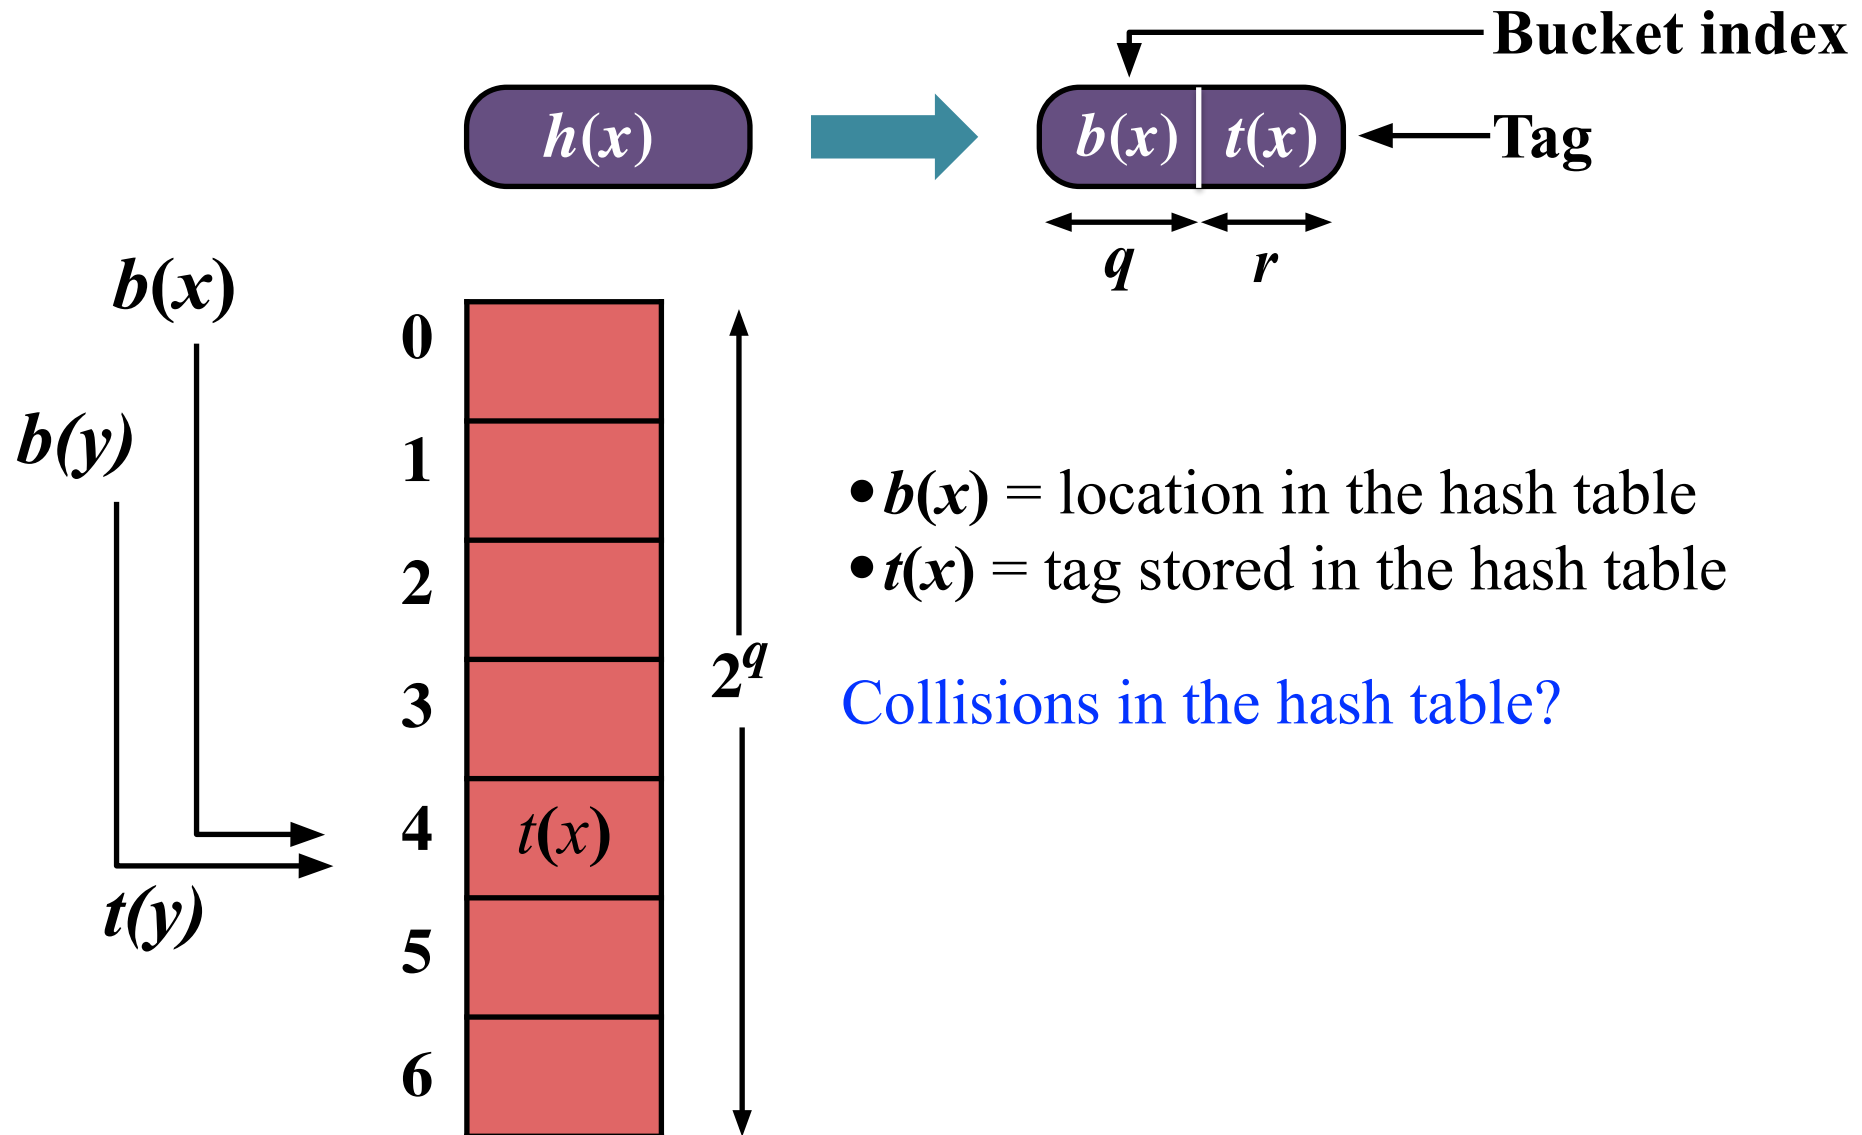 Bucket index
h(x)
b(x) t(x)
Tag
q r
b(x)
b(y)
0
1
2
3
4 t(x)
5
6
t(y)
2^q
• b(x) = location in the hash table
• t(x) = tag stored in the hash table
Collisions in the hash table?